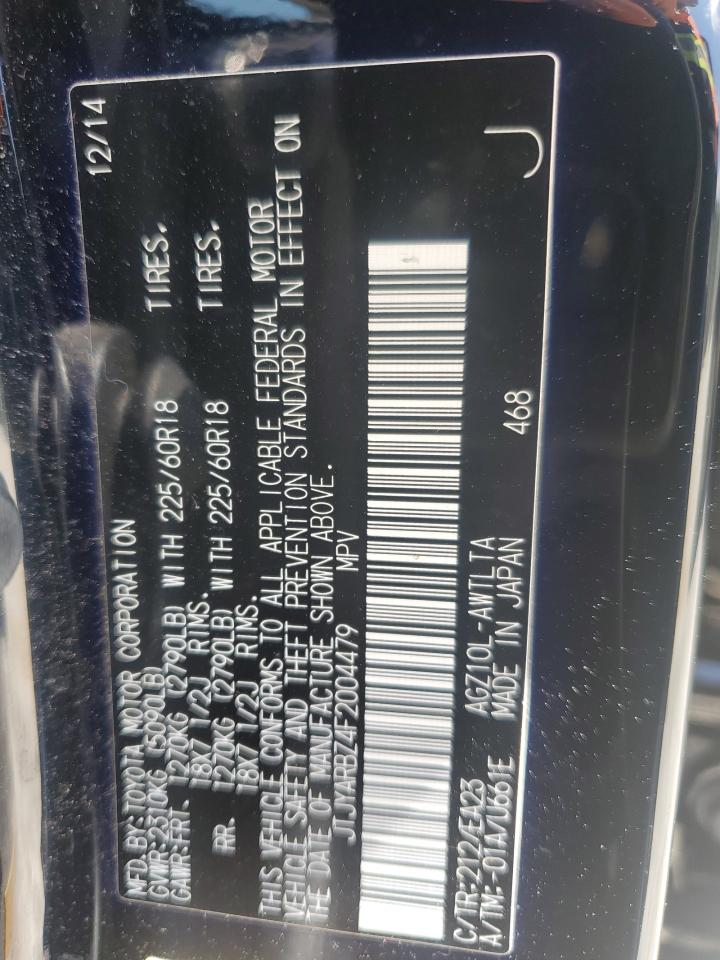 MFD.BY:TOYOTA MOTOR CORPORATION 12/14
GVWR:2310KG (5090LB)
GAWR:FRT. 1270KG (2790LB) WITH 225/60R18 TIRES.
18X7 1/2J RIMS.
RR. 1270KG (2790LB) WITH 225/60R18 TIRES.
18X7 1/2J RIMS.
THIS VEHICLE CONFORMS TO ALL APPLICABLE FEDERAL MOTOR
VEHICLE SAFETY AND THEFT PREVENTION STANDARDS IN EFFECT ON
THE DATE OF MANUFACTURE SHOWN ABOVE.
JTJYARBZ4F2004479 MPV
C/TR:212/EA23 AGZ10L-AWTLTA 468 J
A/TM:-01A/U661E MADE IN JAPAN